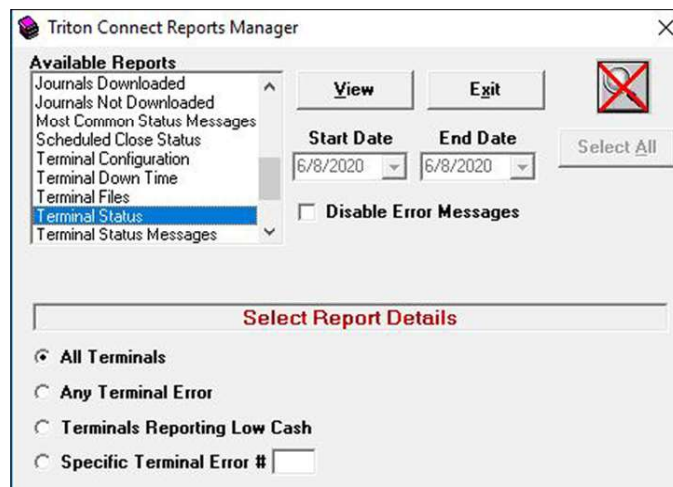 Triton Connect Reports Manager
Available Reports
Journals Downloaded
Journals Not Downloaded
Most Common Status Messages
Scheduled Close Status
Terminal Configuration
Terminal Down Time
Terminal Files
Terminal Status
Terminal Status Messages
View
Exit
Start Date
End Date
Select All
6/8/2020
6/8/2020
Disable Error Messages
Select Report Details
All Terminals
Any Terminal Error
Terminals Reporting Low Cash
Specific Terminal Error #